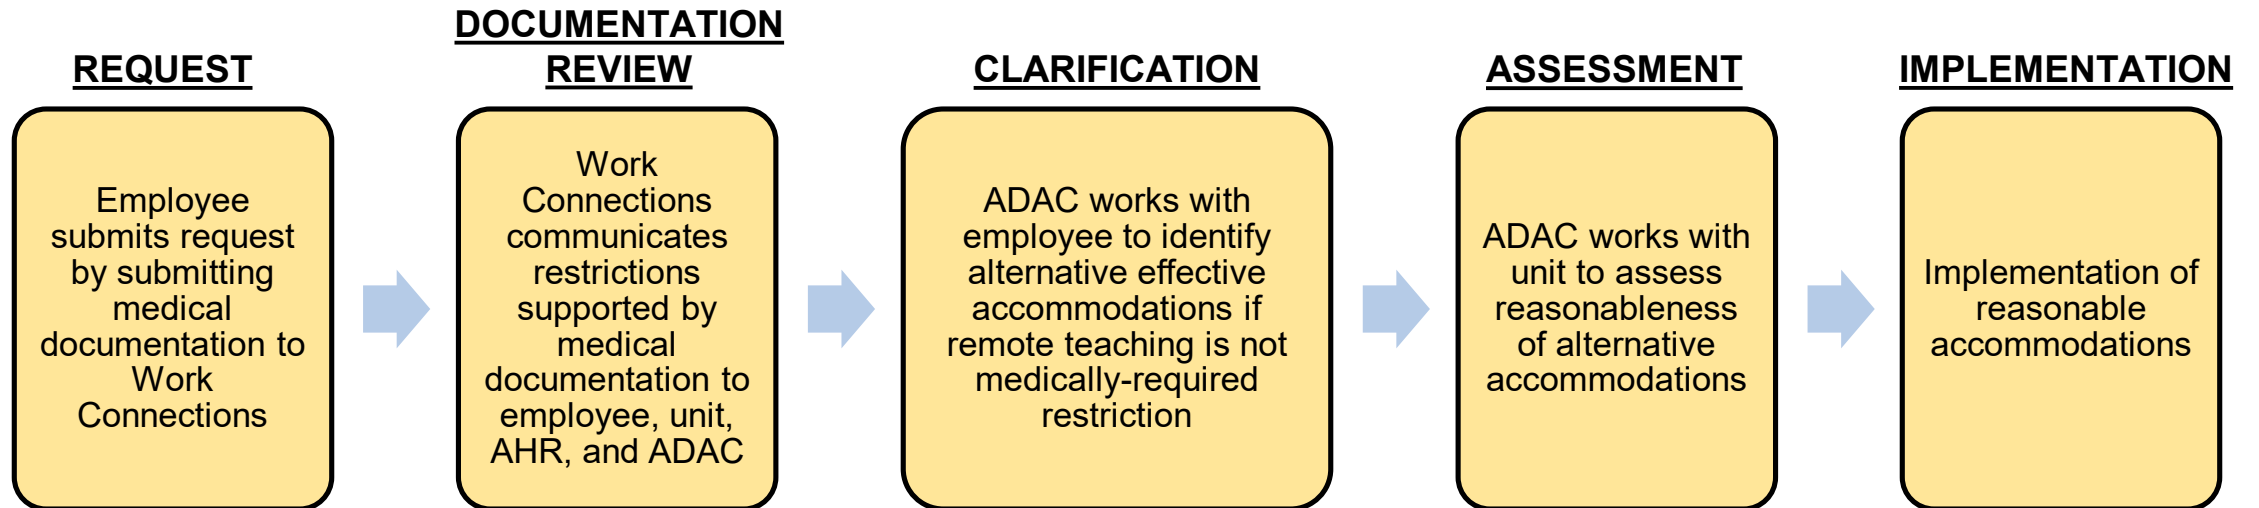 REQUEST
Employee
submits request
by submitting
medical
documentation to
Work
Connections
DOCUMENTATION
REVIEW
Work
Connections
communicates
restrictions
supported by
medical
documentation to
employee, unit,
AHR, and ADAC
CLARIFICATION
ADAC works with
employee to identify
alternative effective
accommodations if
remote teaching is not
medically-required
restriction
ASSESSMENT
ADAC works with
unit to assess
reasonableness
of alternative
accommodations
IMPLEMENTATION
Implementation of
reasonable
accommodations